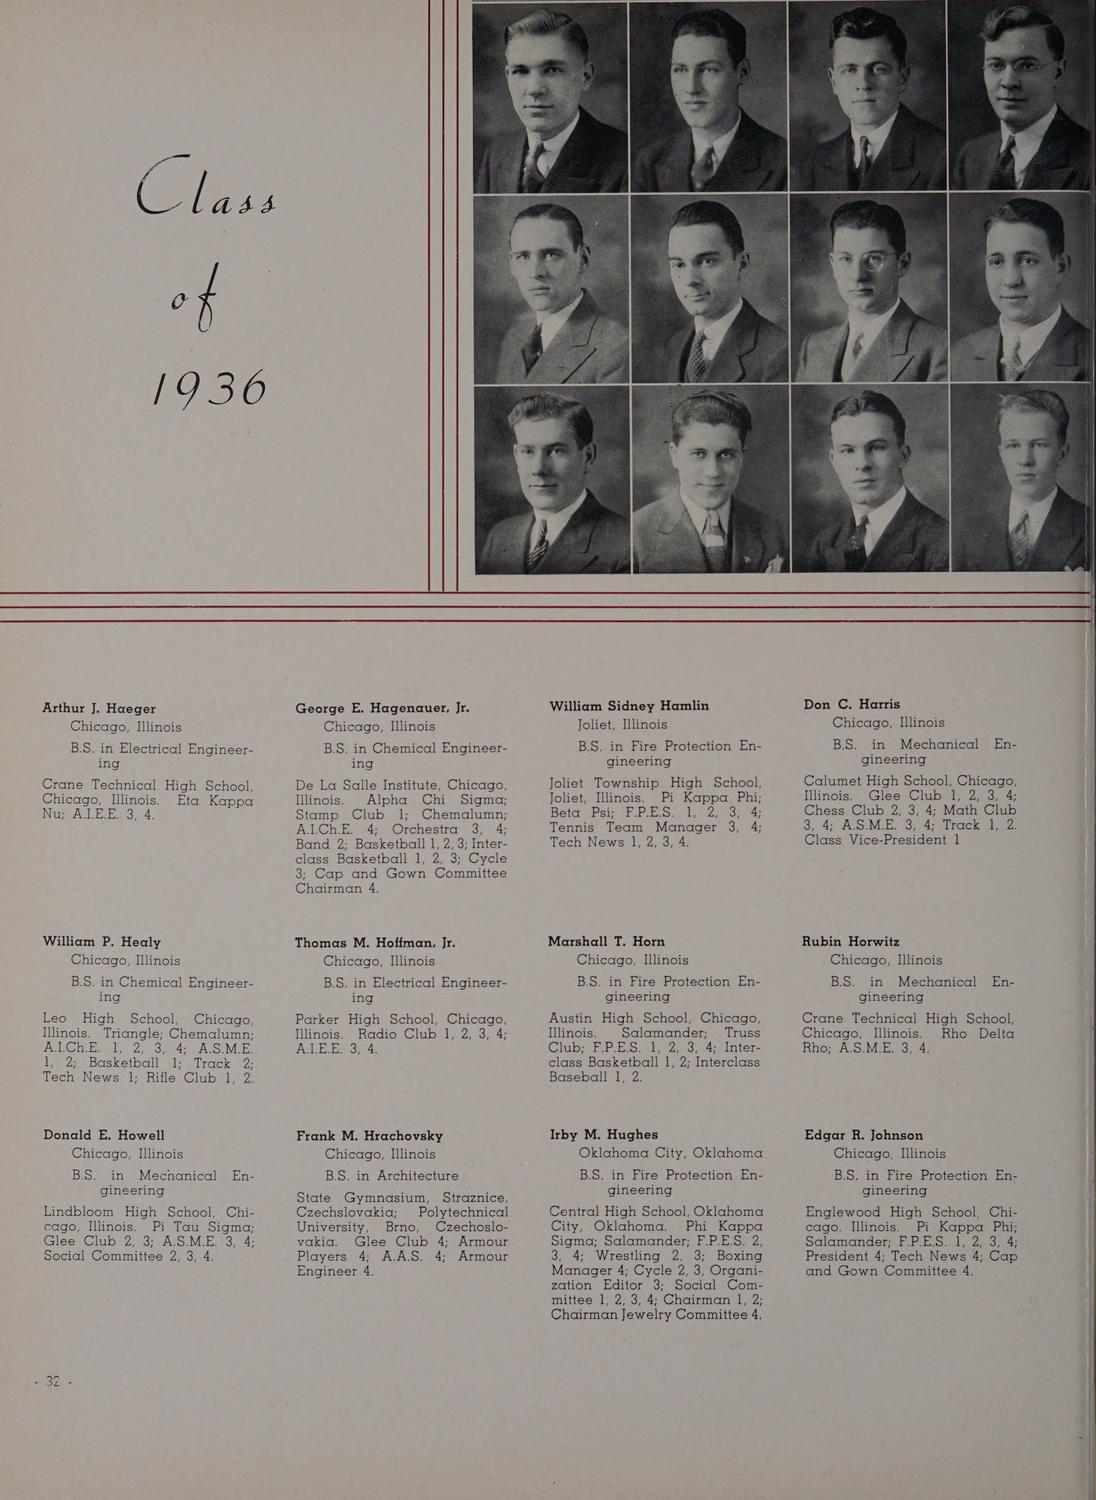 Class
of
1936
Arthur J. Haeger
Chicago, Illinois
B.S. in Electrical Engineer-
ing
Crane Technical High School,
Chicago, Illinois. Eta Kappa
Nu; A.I.E.E. 3, 4.
George E. Hagenauer, Jr.
Chicago, Illinois
B.S. in Chemical Engineer-
ing
De La Salle Institute, Chicago,
Illinois. Alpha Chi Sigma;
Stamp Club 1; Chemalumn;
A.I.Ch.E. 4; Orchestra 3, 4;
Band 2; Basketball 1, 2, 3; Inter-
class Basketball 1, 2, 3; Cycle
3; Cap and Gown Committee
Chairman 4.
William Sidney Hamlin
Joliet, Illinois
B.S. in Fire Protection En-
gineering
Joliet Township High School,
Joliet, Illinois. Pi Kappa Phi;
Beta Psi; F.P.E.S. 1, 2, 3, 4;
Tennis Team Manager 3, 4;
Tech News 1, 2, 3, 4.
Don C. Harris
Chicago, Illinois
B.S. in Mechanical En-
gineering
Calumet High School, Chicago,
Illinois. Glee Club 1, 2, 3, 4;
Chess Club 2, 3, 4; Math Club
3, 4; A.S.M.E. 3, 4; Track 1, 2.
Class Vice-President 1
William P. Healy
Chicago, Illinois
B.S. in Chemical Engineer-
ing
Leo High School, Chicago,
Illinois. Triangle; Chemalumn;
A.I.Ch.E. 1, 2, 3, 4; A.S.M.E.
1, 2; Basketball 1; Track 2;
Tech News 1; Rifle Club 1, 2.
Thomas M. Hoffman, Jr.
Chicago, Illinois
B.S. in Electrical Engineer-
ing
Parker High School, Chicago,
Illinois. Radio Club 1, 2, 3, 4;
A.I.E.E. 3, 4.
Marshall T. Horn
Chicago, Illinois
B.S. in Fire Protection En-
gineering
Austin High School, Chicago,
Illinois. Salamander; Truss
Club; F.P.E.S. 1, 2, 3, 4; Inter-
class Basketball 1, 2; Interclass
Baseball 1, 2.
Rubin Horwitz
Chicago, Illinois
B.S. in Mechanical En-
gineering
Crane Technical High School,
Chicago, Illinois. Rho Delta
Rho; A.S.M.E. 3, 4.
Donald E. Howell
Chicago, Illinois
B.S. in Mechanical En-
gineering
Lindbloom High School, Chi-
cago, Illinois. Pi Tau Sigma;
Glee Club 2, 3; A.S.M.E. 3, 4;
Social Committee 2, 3, 4.
Frank M. Hrachovsky
Chicago, Illinois
B.S. in Architecture
State Gymnasium, Straznice,
Czechslovakia; Polytechnical
University, Brno, Czechoslo-
vakia. Glee Club 4; Armour
Players 4; A.A.S. 4; Armour
Engineer 4.
Irby M. Hughes
Oklahoma City, Oklahoma
B.S. in Fire Protection En-
gineering
Central High School, Oklahoma
City, Oklahoma. Phi Kappa
Sigma; Salamander; F.P.E.S. 2,
3, 4; Wrestling 2, 3; Boxing
Manager 4; Cycle 2, 3, Organi-
zation Editor 3; Social Com-
mittee 1, 2, 3, 4; Chairman 1, 2;
Chairman Jewelry Committee 4.
Edgar R. Johnson
Chicago, Illinois
B.S. in Fire Protection En-
gineering
Englewood High School, Chi-
cago, Illinois. Pi Kappa Phi;
Salamander; F.P.E.S. 1, 2, 3, 4;
President 4; Tech News 4; Cap
and Gown Committee 4.
- 32 -